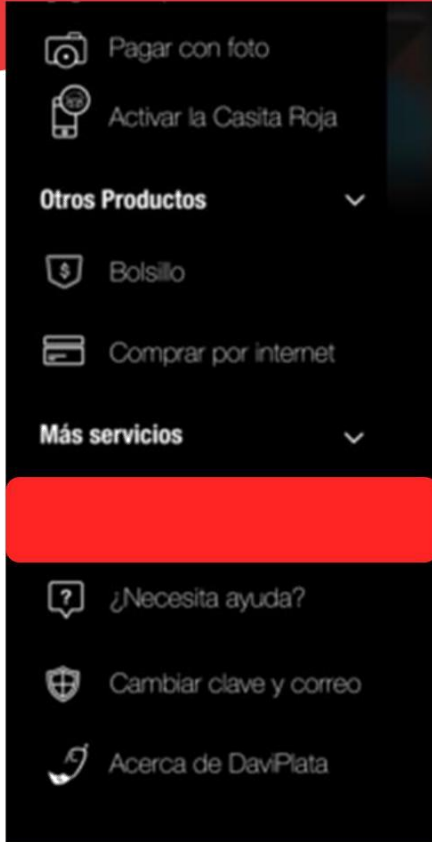 Pagar con foto
Activar la Casita Roja
Otros Productos
$
Bolsillo
Comprar por internet
Más servicios
?
¿Necesita ayuda?
Cambiar clave y correo
Acerca de DaviPlata